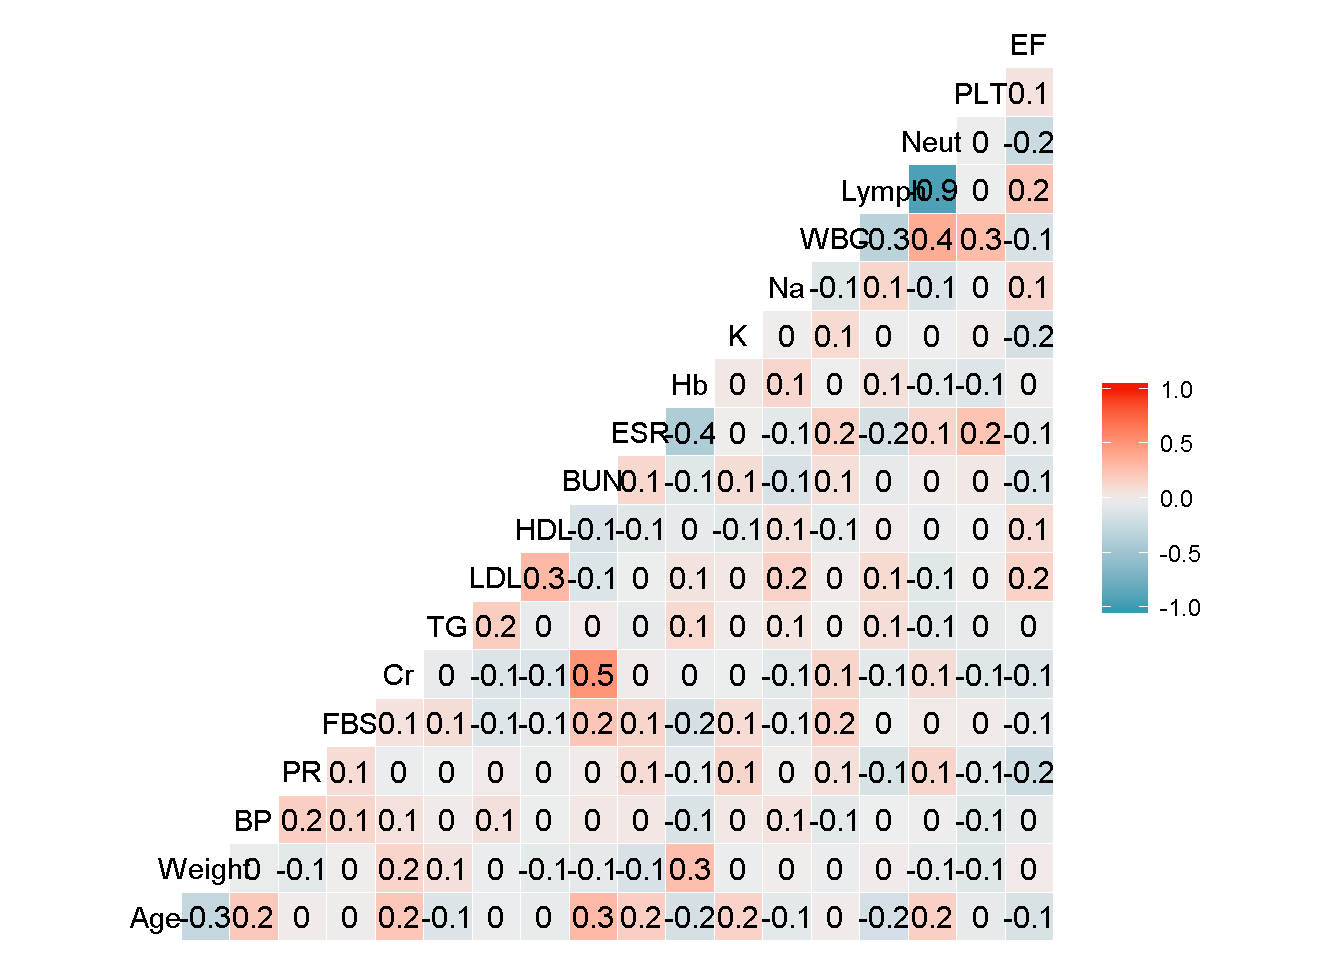 EF
PLT 0.1
Neut 0 -0.2
Lymph -0.9 0 0.2
WBC -0.3 0.4 0.3 -0.1
Na -0.1 0.1 -0.1 0 0.1
K 0 0.1 0 0 0 -0.2
Hb 0 0.1 0 0.1 -0.1 -0.1 0
ESR -0.4 0 -0.1 0.2 -0.2 0.1 0.2 -0.1
BUN 0.1 -0.1 0.1 -0.1 0.1 0 0 0 -0.1
HDL -0.1 -0.1 0 -0.1 0.1 -0.1 0 0 0 0.1
LDL 0.3 -0.1 0 0.1 0 0.2 0 0.1 -0.1 0 0.2
TG 0.2 0 0 0 0.1 0 0.1 0 0.1 -0.1 0 0
Cr 0 -0.1 -0.1 0.5 0 0 0 -0.1 0.1 -0.1 0.1 -0.1 -0.1
FBS 0.1 0.1 -0.1 -0.1 0.2 0.1 -0.2 0.1 -0.1 0.2 0 0 0 -0.1
PR 0.1 0 0 0 0 0 0.1 -0.1 0.1 0 0.1 -0.1 0.1 -0.1 -0.2
BP 0.2 0.1 0.1 0 0.1 0 0 0 -0.1 0 0.1 -0.1 0 0 -0.1 0
Weight 0 -0.1 0 0.2 0.1 0 -0.1 -0.1 -0.1 0.3 0 0 0 0 -0.1 -0.1 0
Age -0.3 0.2 0 0 0.2 -0.1 0 0 0.3 0.2 -0.2 0.2 -0.1 0 -0.2 0.2 0 -0.1
1.0
0.5
0.0
-0.5
-1.0